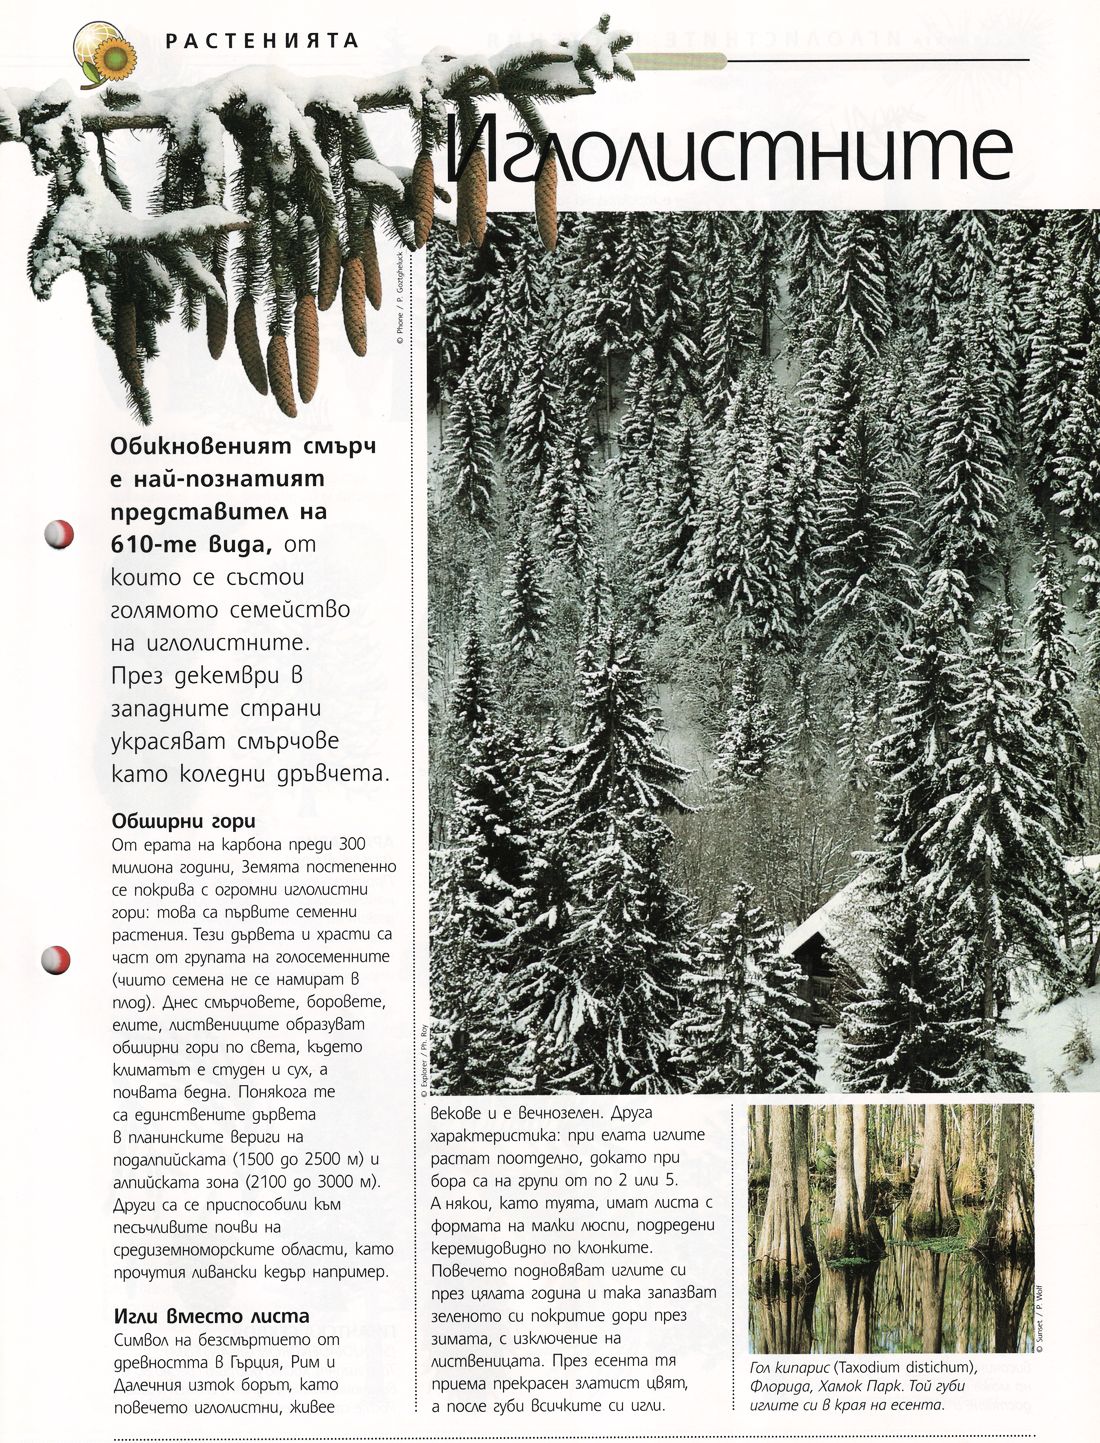 РАСТЕНИЯТА
Иглолистните
© Phone / P. Goztgheluck
Обикновеният смърч
е най-познатият
представител на
610-те вида, от
които се състои
голямото семейство
на иглолистните.
През декември в
западните страни
украсяват смърчове
като коледни дръвчета.
Обширни гори
От ерата на карбона преди 300
милиона години, Земята постепенно
се покрива с огромни иглолистни
гори: това са първите семенни
растения. Тези дървета и храсти са
част от групата на голосеменните
(чиито семена не се намират в
плод). Днес смърчовете, боровете,
елите, листвениците образуват
обширни гори по света, където
климатът е студен и сух, а
почвата бедна. Понякога те
са единствените дървета
в планинските вериги на
подалпийската (1500 до 2500 м) и
алпийската зона (2100 до 3000 м).
Други са се приспособили към
песъчливите почви на
средиземноморските области, като
прочутия ливански кедър например.
Игли вместо листа
Символ на безсмъртието от
древността в Гърция, Рим и
Далечния изток борът, като
повечето иглолистни, живее
© Explorer / Ph. Roy
векове и е вечнозелен. Друга
характеристика: при елата иглите
растат поотделно, докато при
бора са на групи от по 2 или 5.
А някои, като туята, имат листа с
формата на малки люспи, подредени
керемидовидно по клонките.
Повечето подновяват иглите си
през цялата година и така запазват
зеленото си покритие дори през
зимата, с изключение на
лиственицата. През есента тя
приема прекрасен златист цвят,
а после губи всичките си игли.
© Sunset / P. Wolf
Гол кипарис (Taxodium distichum),
Флорида, Хамок Парк. Той губи
иглите си в края на есента.